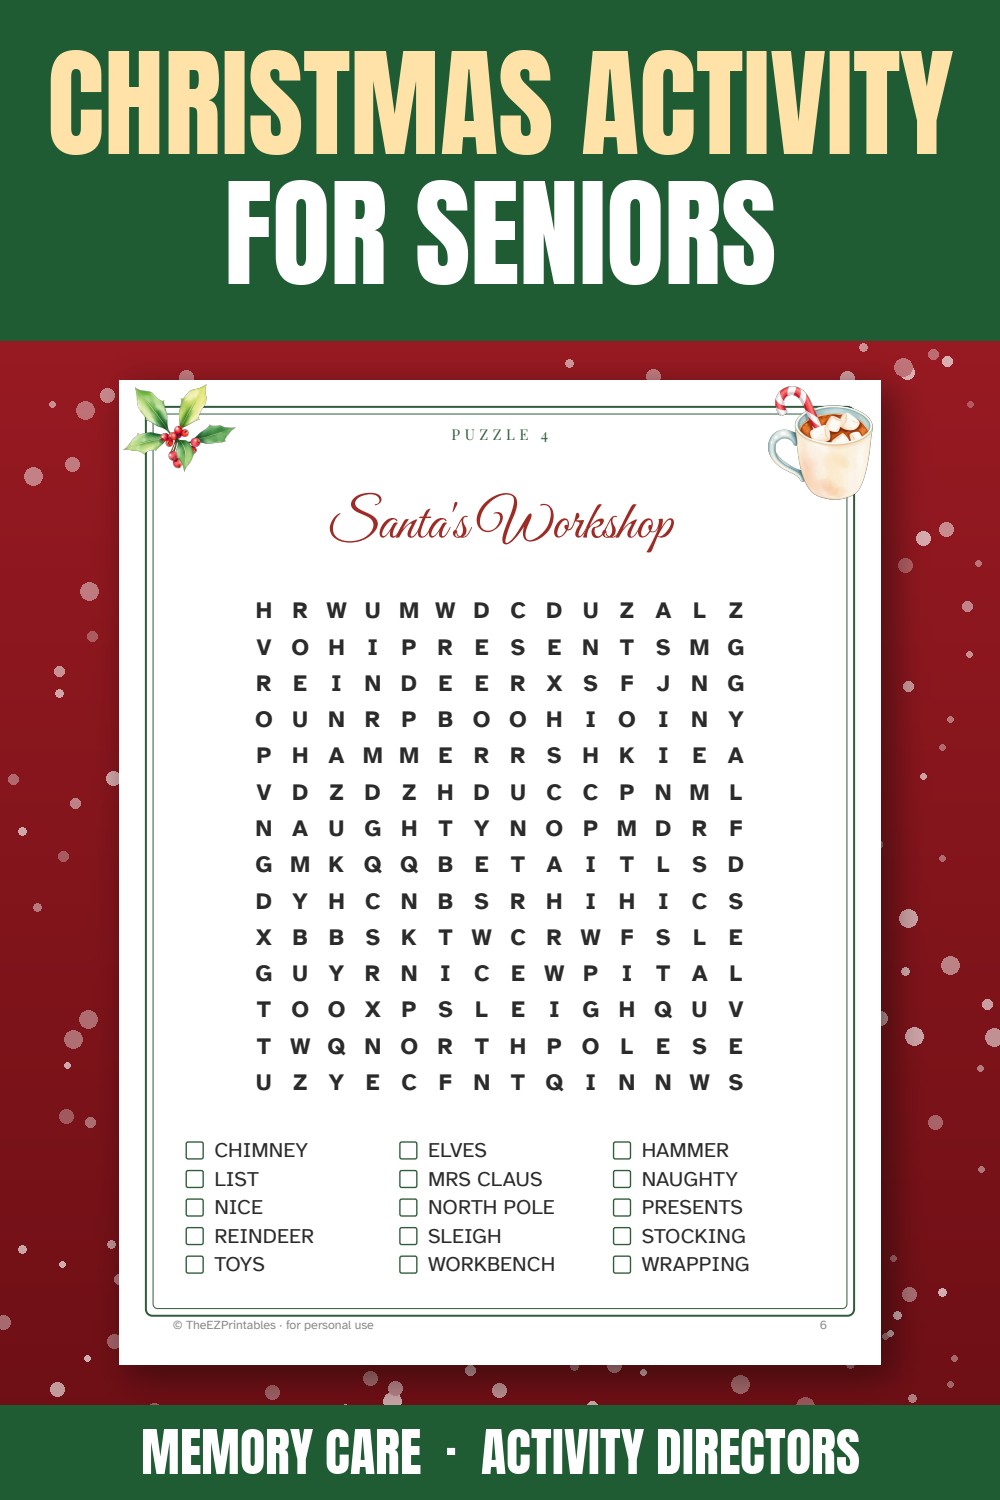 CHRISTMAS ACTIVITY
FOR SENIORS
PUZZLE 4
Santa's Workshop
H R W U M W D C D U Z A L Z
V O H I P R E S E N T S M G
R E I N D E E R X S F J N G
O U N R P B O O H I O I N Y
P H A M M E R R S H K I E A
V D Z D Z H D U C C P N M L
N A U G H T Y N O P M D R F
G M K Q Q B E T A I T L S D
D Y H C N B S R H I H I C S
X B B S K T W C R W F S L E
G U Y R N I C E W P I T A L
T O O X P S L E I G H Q U V
T W Q N O R T H P O L E S E
U Z Y E C F N T Q I N N W S
CHIMNEY ELVES HAMMER
LIST MRS CLAUS NAUGHTY
NICE NORTH POLE PRESENTS
REINDEER SLEIGH STOCKING
TOYS WORKBENCH WRAPPING
© TheEZPrintables · for personal use 6
MEMORY CARE · ACTIVITY DIRECTORS